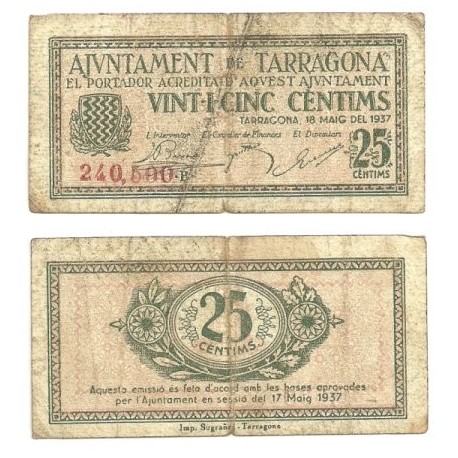 AJUNTAMENT DE TARRAGONA
EL PORTADOR ACREDITA D'AQUEST AJUNTAMENT
VINT-I-CINC CÈNTIMS
TARRAGONA, 18 MAIG DEL 1937
L'Interventor El Conseller de Finances El Dipositari
240,500-B
25
CÈNTIMS
25
CÈNTIMS
Aquesta emissió és feta d'acord amb les bases aprovades
per l'Ajuntament en sessió del 17 Maig 1937
Imp. Sugrañes - Tarragona